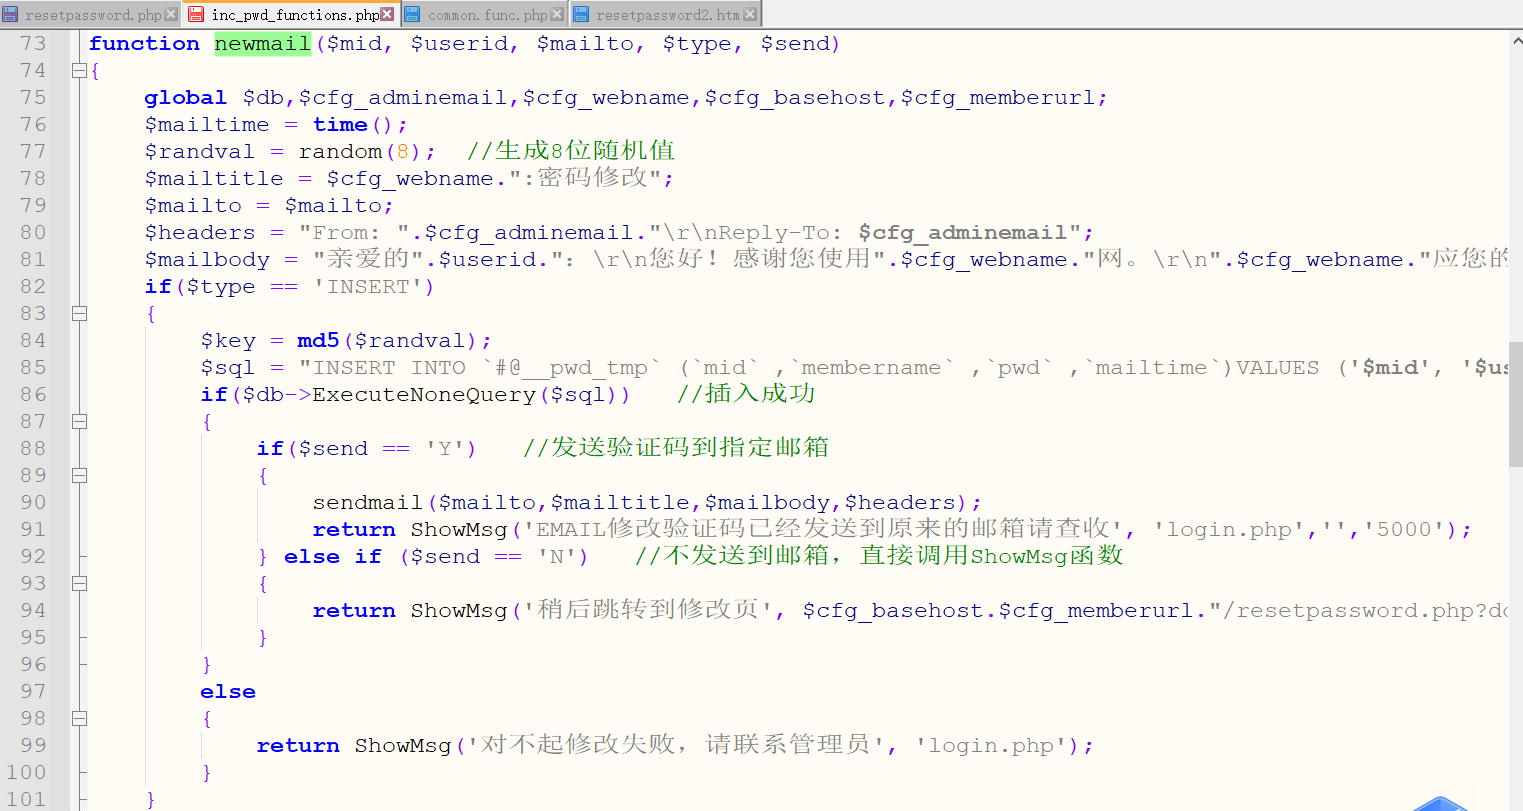 resetpassword.php inc_pwd_functions.php common.func.php resetpassword2.htm
73 function newmail($mid, $userid, $mailto, $type, $send)
74 {
75 global $db,$cfg_adminemail,$cfg_webname,$cfg_basehost,$cfg_memberurl;
76 $mailtime = time();
77 $randval = random(8); //生成8位随机值
78 $mailtitle = $cfg_webname.":密码修改";
79 $mailto = $mailto;
80 $headers = "From: ".$cfg_adminemail."\r\nReply-To: $cfg_adminemail";
81 $mailbody = "亲爱的".$userid."：\r\n您好！感谢您使用".$cfg_webname."网。\r\n".$cfg_webname."应您的
82 if($type == 'INSERT')
83 {
84 $key = md5($randval);
85 $sql = "INSERT INTO `#@__pwd_tmp` (`mid` ,`membername` ,`pwd` ,`mailtime`)VALUES ('$mid', '$us
86 if($db->ExecuteNoneQuery($sql)) //插入成功
87 {
88 if($send == 'Y') //发送验证码到指定邮箱
89 {
90 sendmail($mailto,$mailtitle,$mailbody,$headers);
91 return ShowMsg('EMAIL修改验证码已经发送到原来的邮箱请查收', 'login.php','','5000');
92 } else if ($send == 'N') //不发送到邮箱，直接调用ShowMsg函数
93 {
94 return ShowMsg('稍后跳转到修改页', $cfg_basehost.$cfg_memberurl."/resetpassword.php?do
95 }
96 }
97 else
98 {
99 return ShowMsg('对不起修改失败，请联系管理员', 'login.php');
100 }
101 }